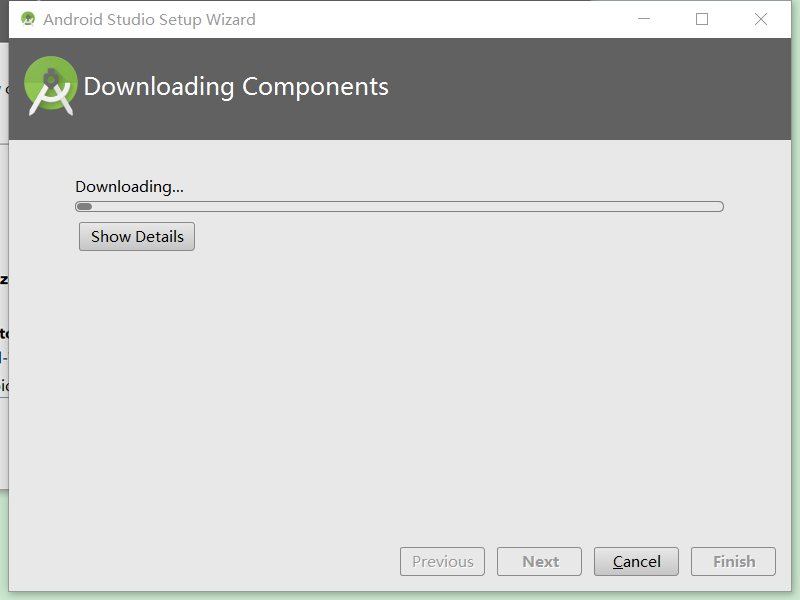 Android Studio Setup Wizard
Downloading Components
Downloading...
Show Details
Previous
Next
Cancel
Finish